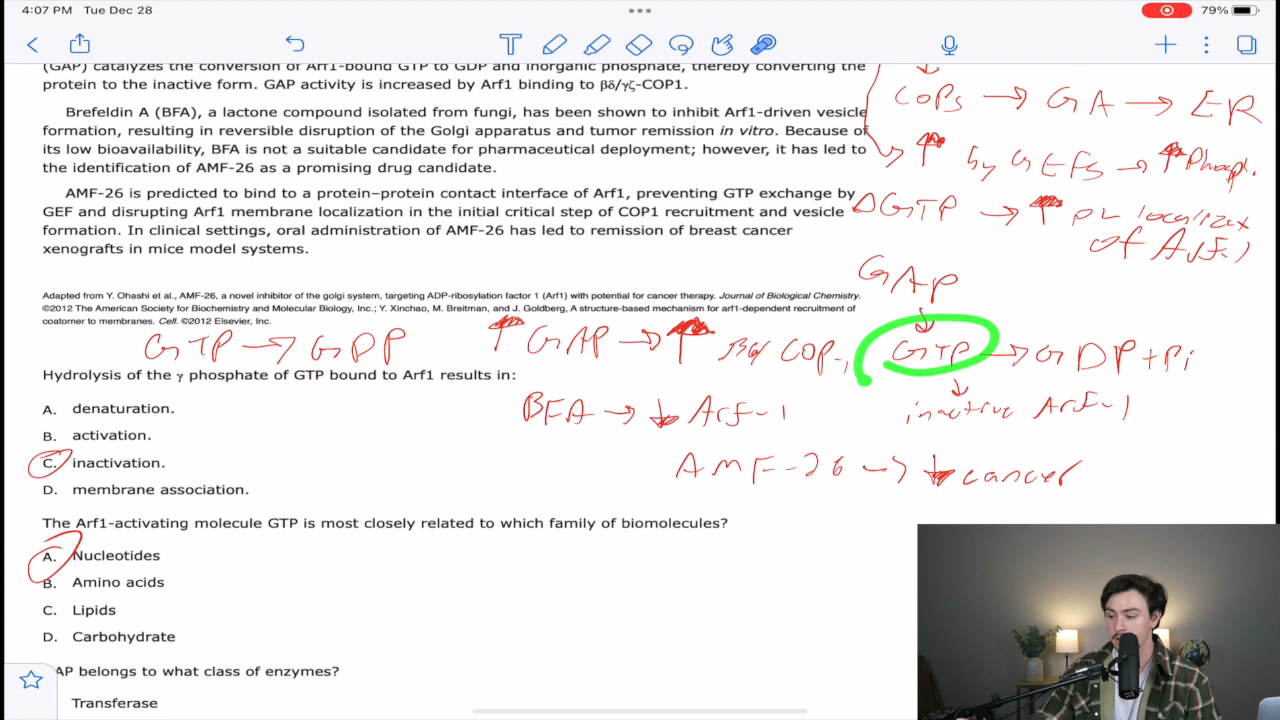 4:07 PM Tue Dec 28
79%
(GAP) catalyzes the conversion of Arf1-bound GTP to GDP and inorganic phosphate, thereby converting the
protein to the inactive form. GAP activity is increased by Arf1 binding to βδ/γζ-COP1.
Brefeldin A (BFA), a lactone compound isolated from fungi, has been shown to inhibit Arf1-driven vesicle
formation, resulting in reversible disruption of the Golgi apparatus and tumor remission in vitro. Because of
its low bioavailability, BFA is not a suitable candidate for pharmaceutical deployment; however, it has led to
the identification of AMF-26 as a promising drug candidate.
AMF-26 is predicted to bind to a protein–protein contact interface of Arf1, preventing GTP exchange by
GEF and disrupting Arf1 membrane localization in the initial critical step of COP1 recruitment and vesicle
formation. In clinical settings, oral administration of AMF-26 has led to remission of breast cancer
xenografts in mice model systems.
COPs → GA → ER
↑ by GEFs → ↑ Phosph.
ΔGTP → ↑ localizax
of Arf1
GAP
↓
Adapted from Y. Ohashi et al., AMF-26, a novel inhibitor of the golgi system, targeting ADP-ribosylation factor 1 (Arf1) with potential for cancer therapy. Journal of Biological Chemistry.
©2012 The American Society for Biochemistry and Molecular Biology, Inc.; Y. Xinchao, M. Breitman, and J. Goldberg, A structure-based mechanism for arf1-dependent recruitment of
coatomer to membranes. Cell. ©2012 Elsevier, Inc.
GTP → GDP
↑ GAP → ↑ COP-1
GTP → GDP + Pi
↓
inactive Arf-1
Hydrolysis of the γ phosphate of GTP bound to Arf1 results in:
A. denaturation.
B. activation.
C. inactivation.
D. membrane association.
BFA → ↓ Arf-1
AMF-26 → ↓ cancer
The Arf1-activating molecule GTP is most closely related to which family of biomolecules?
A. Nucleotides
B. Amino acids
C. Lipids
D. Carbohydrate
AP belongs to what class of enzymes?
Transferase